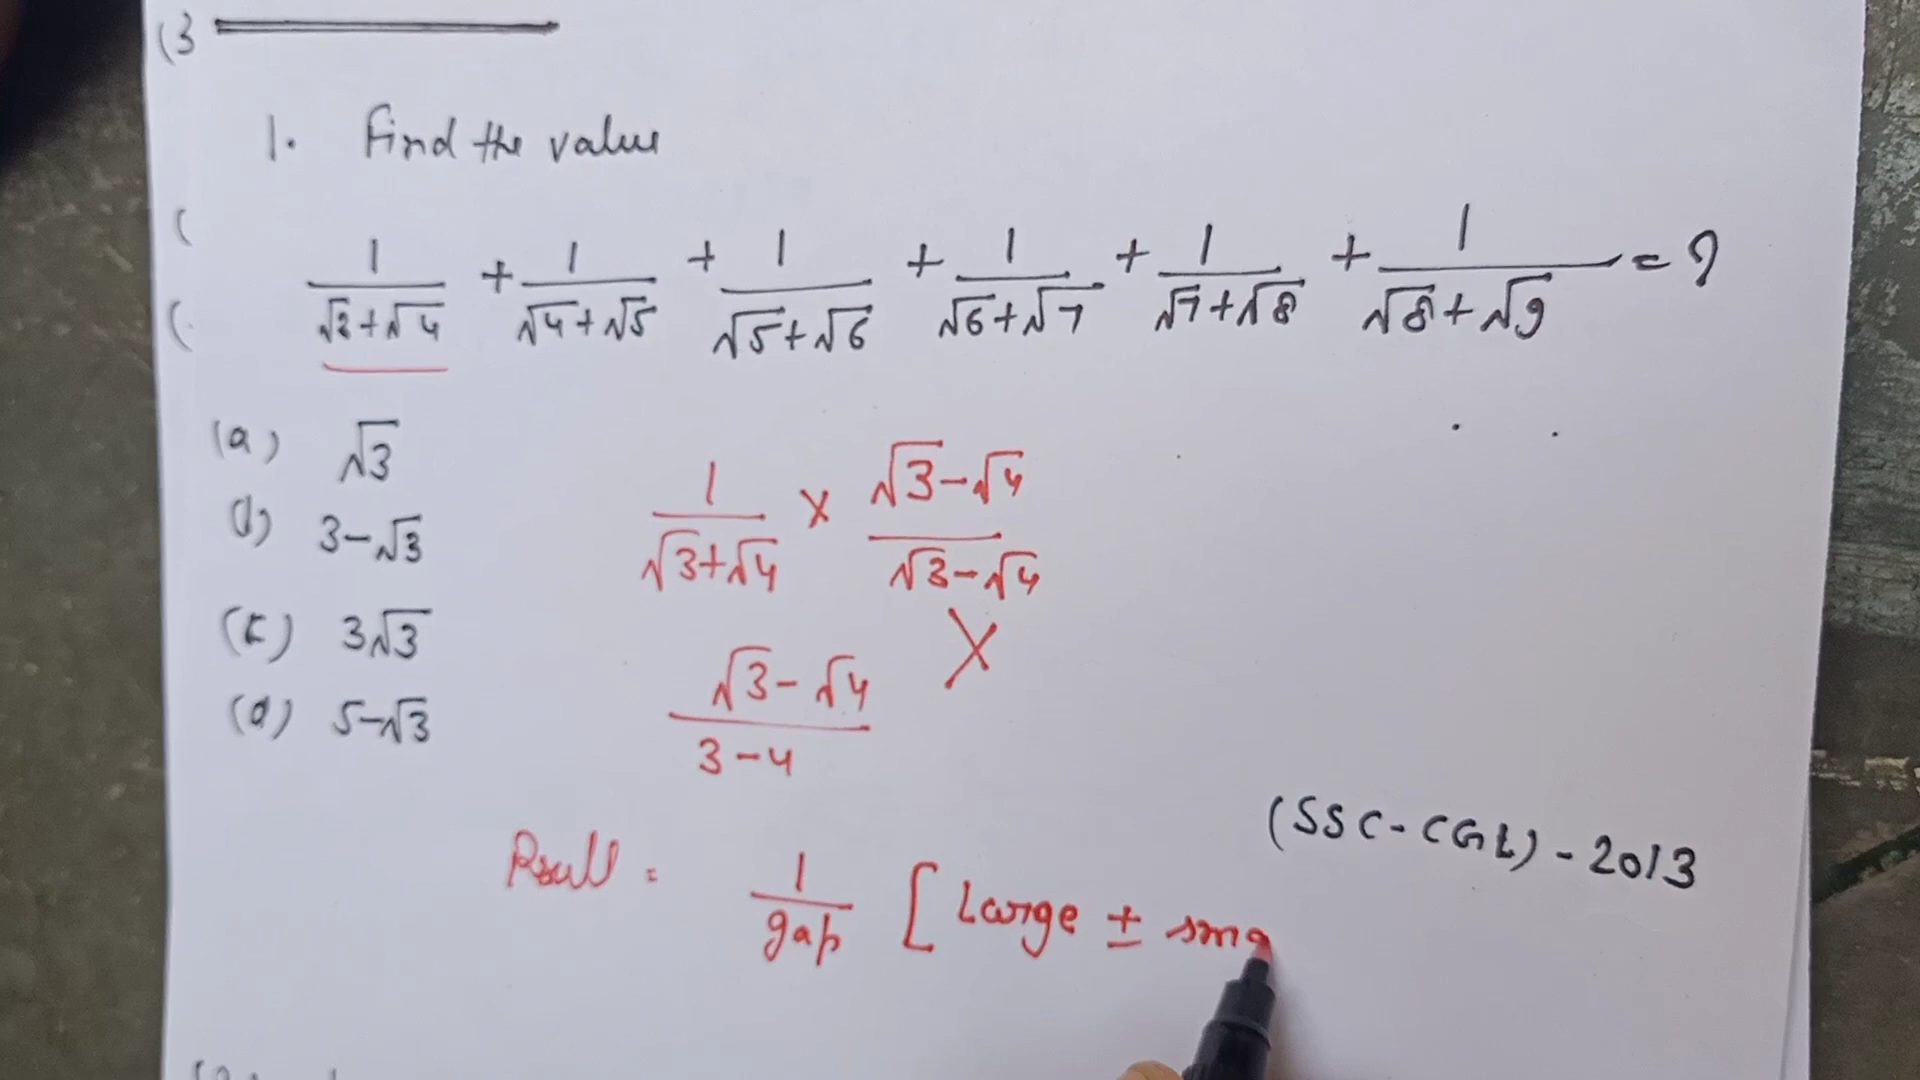 (3
1. Find the value
1/(√3+√4) + 1/(√4+√5) + 1/(√5+√6) + 1/(√6+√7) + 1/(√7+√8) + 1/(√8+√9) = ?
(a) √3
(b) 3-√3
(c) 3√3
(d) 5-√3
1/(√3+√4) × (√3-√4)/(√3-√4)
(√3-√4)/(3-4)
X
(SSC-CGL)-2013
Result = 1/gap [Large ± sma